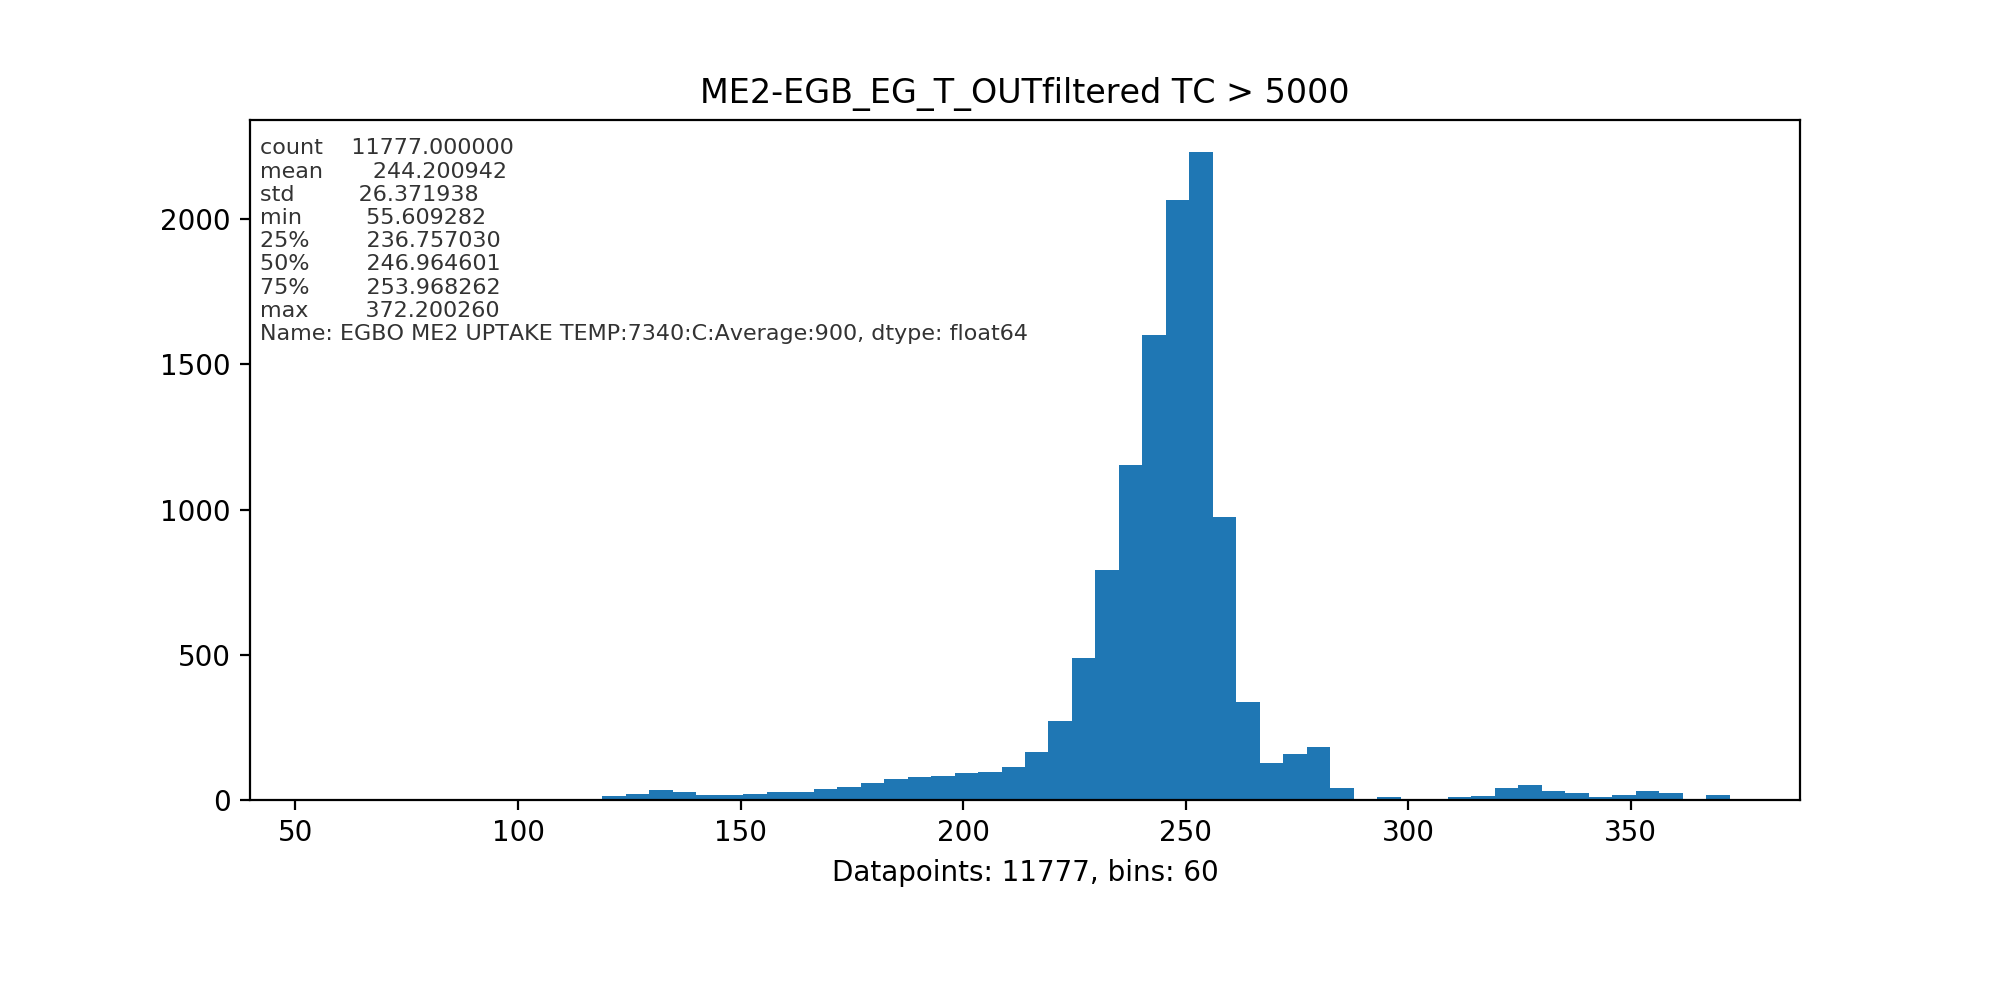 ME2-EGB_EG_T_OUTfiltered TC > 5000
count 11777.000000
mean 244.200942
std 26.371938
min 55.609282
25% 236.757030
50% 246.964601
75% 253.968262
max 372.200260
Name: EGBO ME2 UPTAKE TEMP:7340:C:Average:900, dtype: float64
2000
1500
1000
500
0
50 100 150 200 250 300 350
Datapoints: 11777, bins: 60